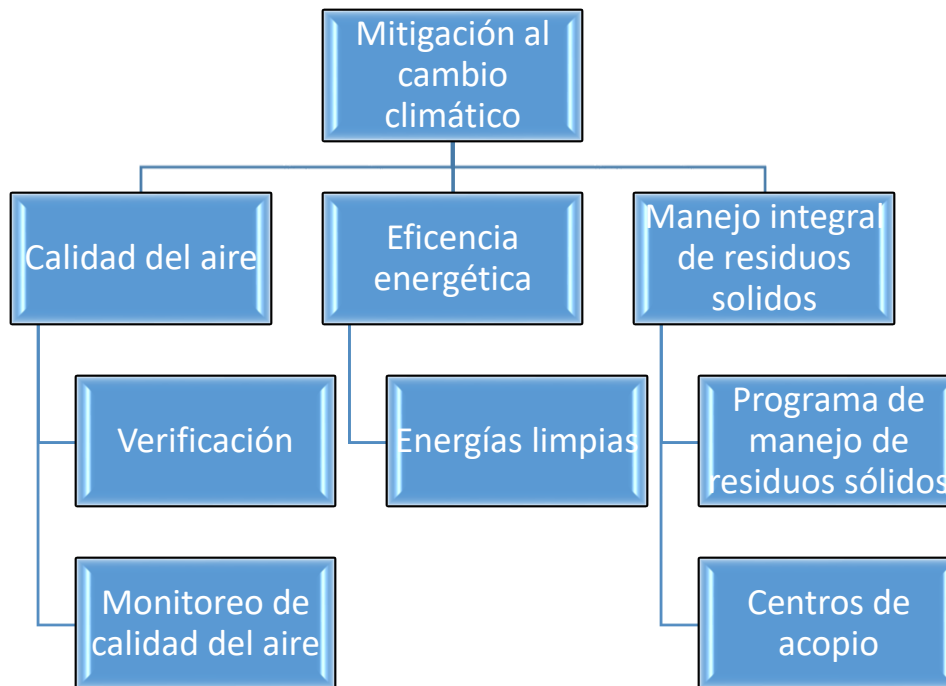 Mitigación al
cambio
climático
Calidad del aire
Eficencia
energética
Manejo integral
de residuos
solidos
Verificación
Energías limpias
Programa de
manejo de
residuos sólidos
Monitoreo de
calidad del aire
Centros de
acopio